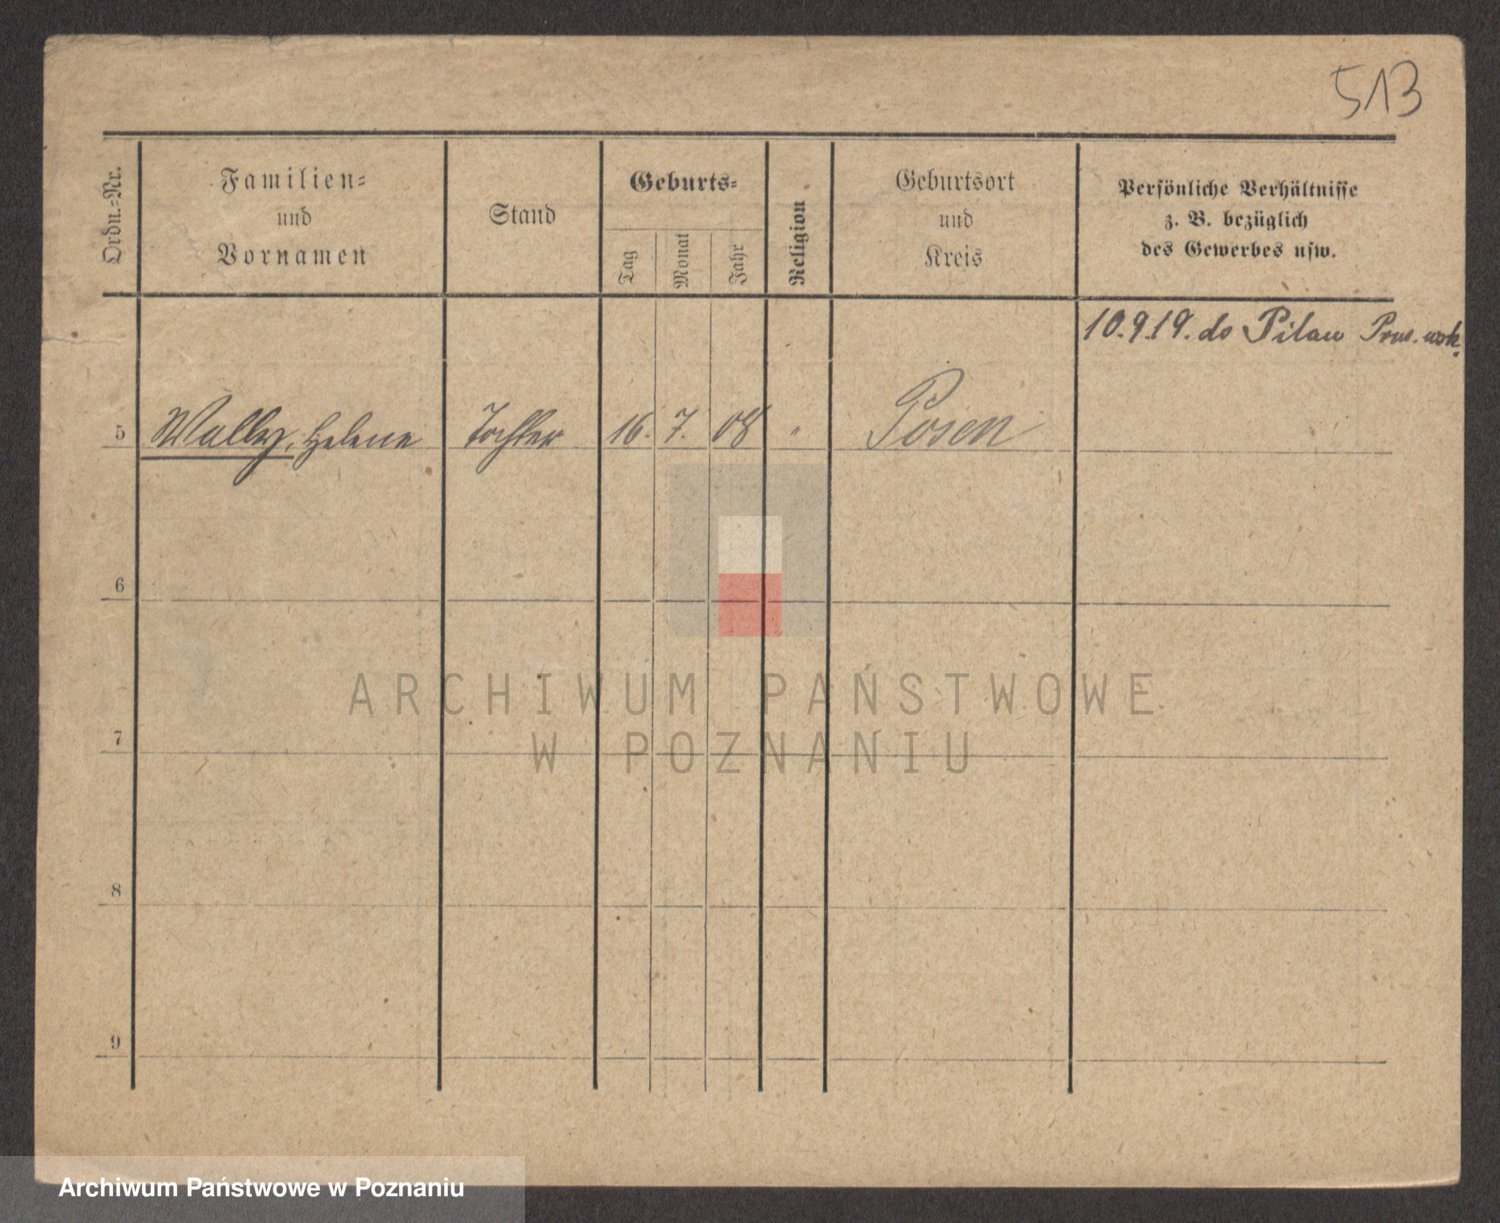 513
Ordn.-Nr.
Familien-
und
Vornamen
Stand
Geburts-
Tag
Monat
Jahr
Religion
Geburtsort
und
Kreis
Persönliche Verhältnisse
z. B. bezüglich
des Gewerbes usw.
10.9.19. do Pilau Prus. wsch.
5 Wally, Helene Tochter 16. 7. 08 " Posen
6
7
8
9
ARCHIWUM PAŃSTWOWE
W POZNANIU
Archiwum Państwowe w Poznaniu